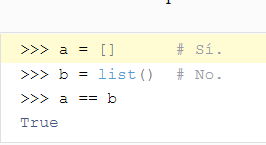 >>> a = []      # Sí.
>>> b = list()  # No.
>>> a == b
True